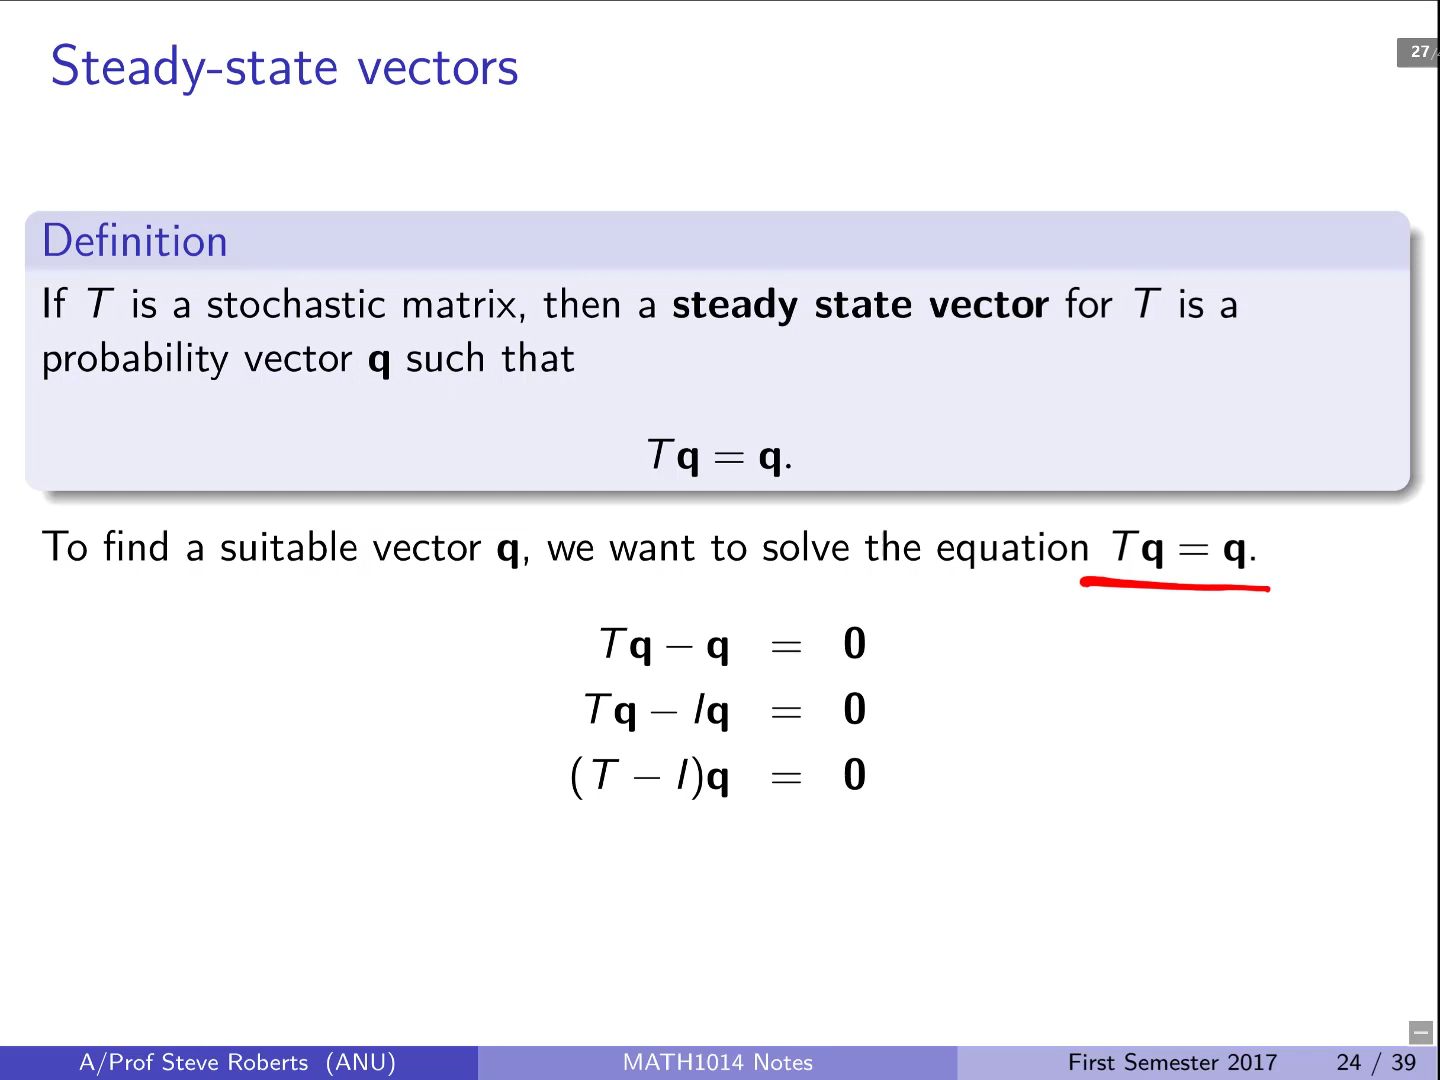 Steady-state vectors
27/
Definition
If T is a stochastic matrix, then a steady state vector for T is a
probability vector q such that
Tq = q.
To find a suitable vector q, we want to solve the equation Tq = q.
Tq − q = 0
Tq − Iq = 0
(T − I)q = 0
A/Prof Steve Roberts (ANU) MATH1014 Notes First Semester 2017 24 / 39